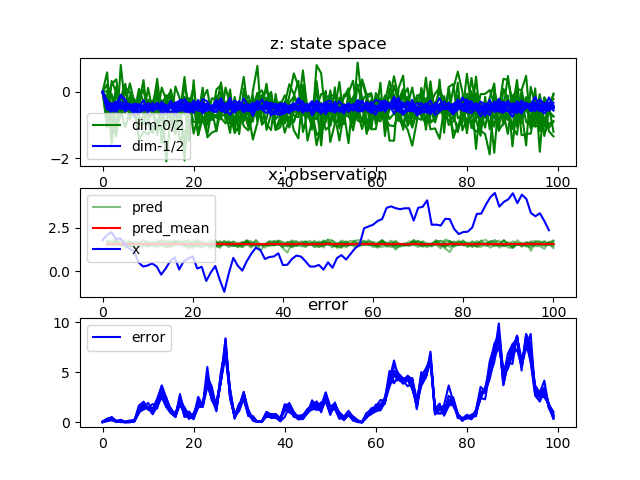 z: state space
0
−2
dim-0/2
dim-1/2
0 20 40 60 80 100
x: observation
2.5
0.0
pred
pred_mean
x
0 20 40 60 80 100
error
10
5
0
error
0 20 40 60 80 100